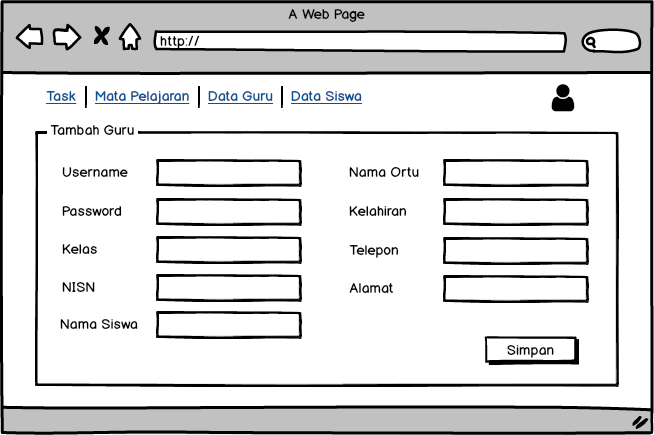 A Web Page
http://
Task Mata Pelajaran Data Guru Data Siswa
Tambah Guru
Username
Password
Kelas
NISN
Nama Siswa
Nama Ortu
Kelahiran
Telepon
Alamat
Simpan